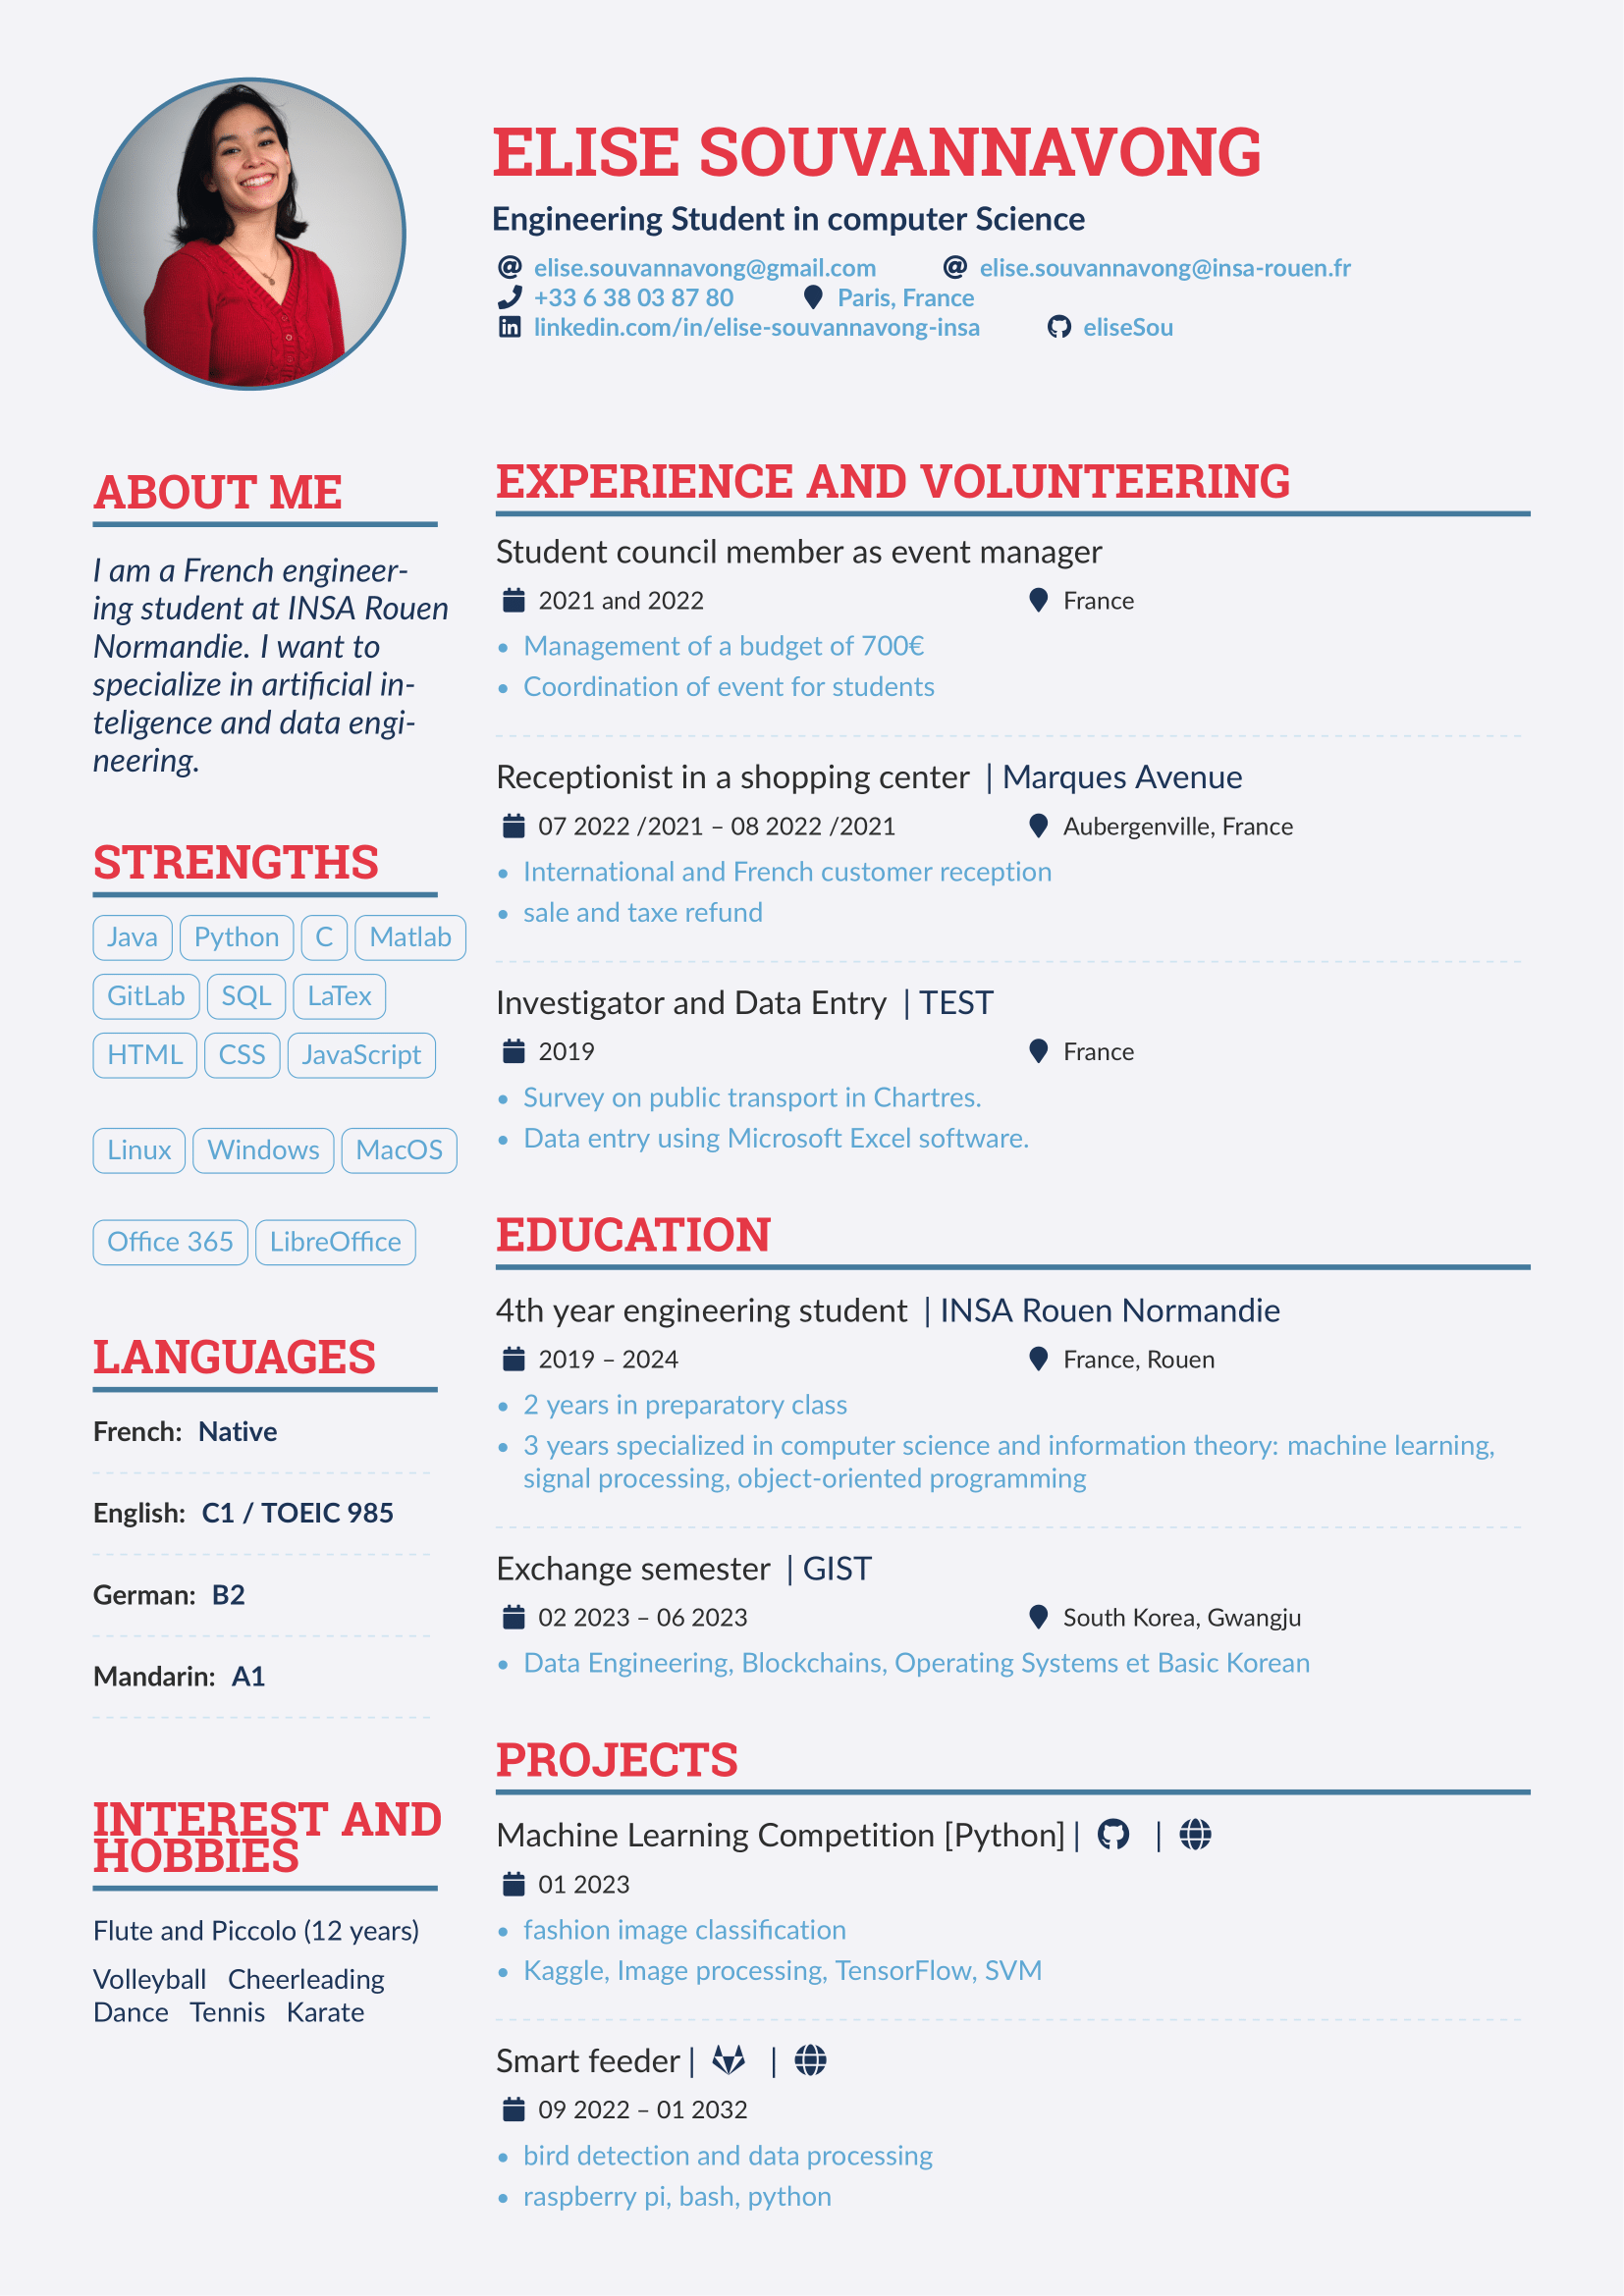 ELISE SOUVANNAVONG
Engineering Student in computer Science
elise.souvannavong@gmail.com elise.souvannavong@insa-rouen.fr
+33 6 38 03 87 80 Paris, France
linkedin.com/in/elise-souvannavong-insa eliseSou
ABOUT ME
I am a French engineer-
ing student at INSA Rouen
Normandie. I want to
specialize in artificial in-
teligence and data engi-
neering.
STRENGTHS
Java Python C Matlab
GitLab SQL LaTex
HTML CSS JavaScript
Linux Windows MacOS
Office 365 LibreOffice
LANGUAGES
French: Native
English: C1 / TOEIC 985
German: B2
Mandarin: A1
INTEREST AND
HOBBIES
Flute and Piccolo (12 years)
Volleyball Cheerleading
Dance Tennis Karate
EXPERIENCE AND VOLUNTEERING
Student council member as event manager
2021 and 2022 France
• Management of a budget of 700€
• Coordination of event for students
Receptionist in a shopping center | Marques Avenue
07 2022 /2021 – 08 2022 /2021 Aubergenville, France
• International and French customer reception
• sale and taxe refund
Investigator and Data Entry | TEST
2019 France
• Survey on public transport in Chartres.
• Data entry using Microsoft Excel software.
EDUCATION
4th year engineering student | INSA Rouen Normandie
2019 – 2024 France, Rouen
• 2 years in preparatory class
• 3 years specialized in computer science and information theory: machine learning,
signal processing, object-oriented programming
Exchange semester | GIST
02 2023 – 06 2023 South Korea, Gwangju
• Data Engineering, Blockchains, Operating Systems et Basic Korean
PROJECTS
Machine Learning Competition [Python] | |
01 2023
• fashion image classification
• Kaggle, Image processing, TensorFlow, SVM
Smart feeder | |
09 2022 – 01 2032
• bird detection and data processing
• raspberry pi, bash, python